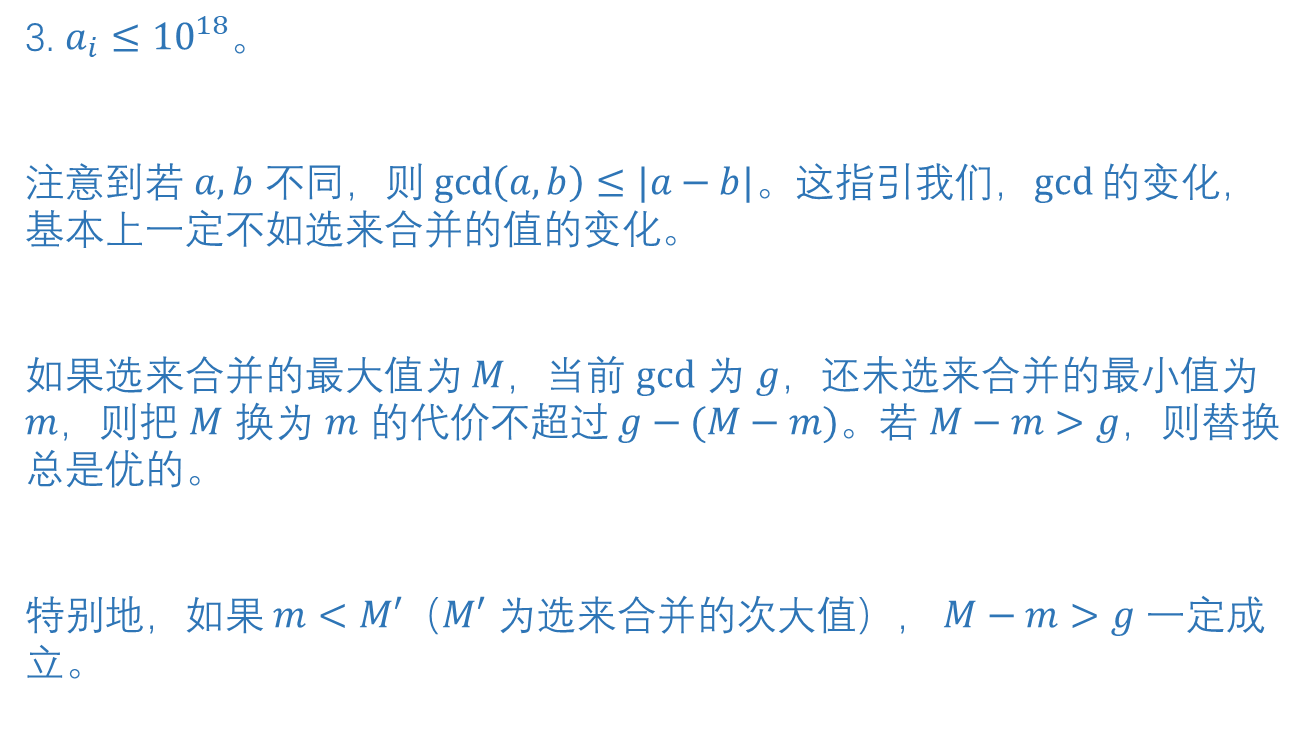 3. 𝑎ᵢ ≤ 10¹⁸。
注意到若 𝑎, 𝑏 不同，则 gcd(𝑎, 𝑏) ≤ |𝑎 − 𝑏|。这指引我们，gcd 的变化，
基本上一定不如选来合并的值的变化。
如果选来合并的最大值为 𝑀，当前 gcd 为 𝑔，还未选来合并的最小值为
𝑚，则把 𝑀 换为 𝑚 的代价不超过 𝑔 − (𝑀 − 𝑚)。若 𝑀 − 𝑚 > 𝑔，则替换
总是优的。
特别地，如果 𝑚 < 𝑀′（𝑀′ 为选来合并的次大值），𝑀 − 𝑚 > 𝑔 一定成
立。